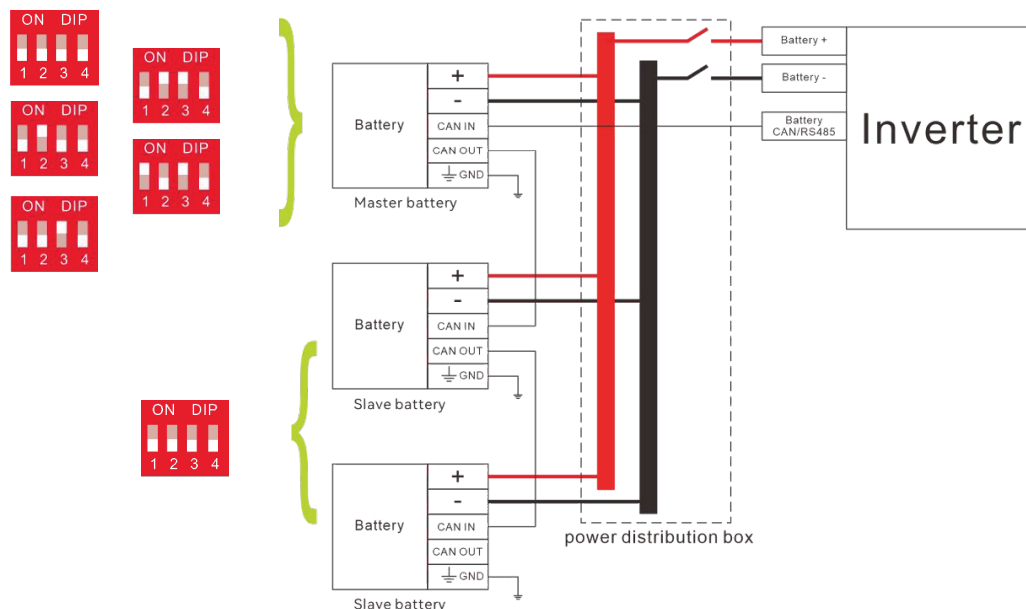 ON DIP
1 2 3 4
ON DIP
1 2 3 4
ON DIP
1 2 3 4
ON DIP
1 2 3 4
ON DIP
1 2 3 4
Battery
+
-
CAN IN
CAN OUT
GND
Master battery
Battery +
Battery -
Battery
CAN/RS485
Inverter
Battery
+
-
CAN IN
CAN OUT
GND
Slave battery
ON DIP
1 2 3 4
Battery
+
-
CAN IN
CAN OUT
GND
Slave battery
power distribution box